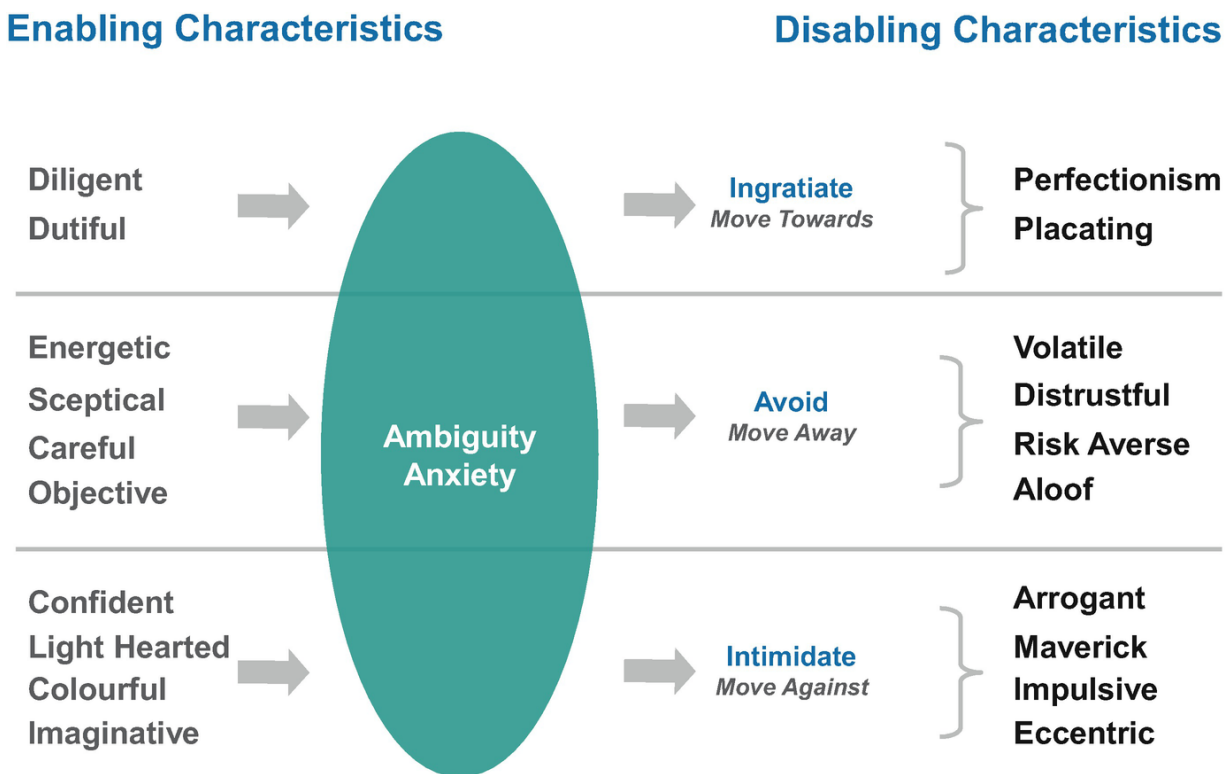 Enabling Characteristics
Disabling Characteristics
Diligent
Dutiful
Ingratiate
Move Towards
Perfectionism
Placating
Energetic
Sceptical
Careful
Objective
Ambiguity
Anxiety
Avoid
Move Away
Volatile
Distrustful
Risk Averse
Aloof
Confident
Light Hearted
Colourful
Imaginative
Intimidate
Move Against
Arrogant
Maverick
Impulsive
Eccentric